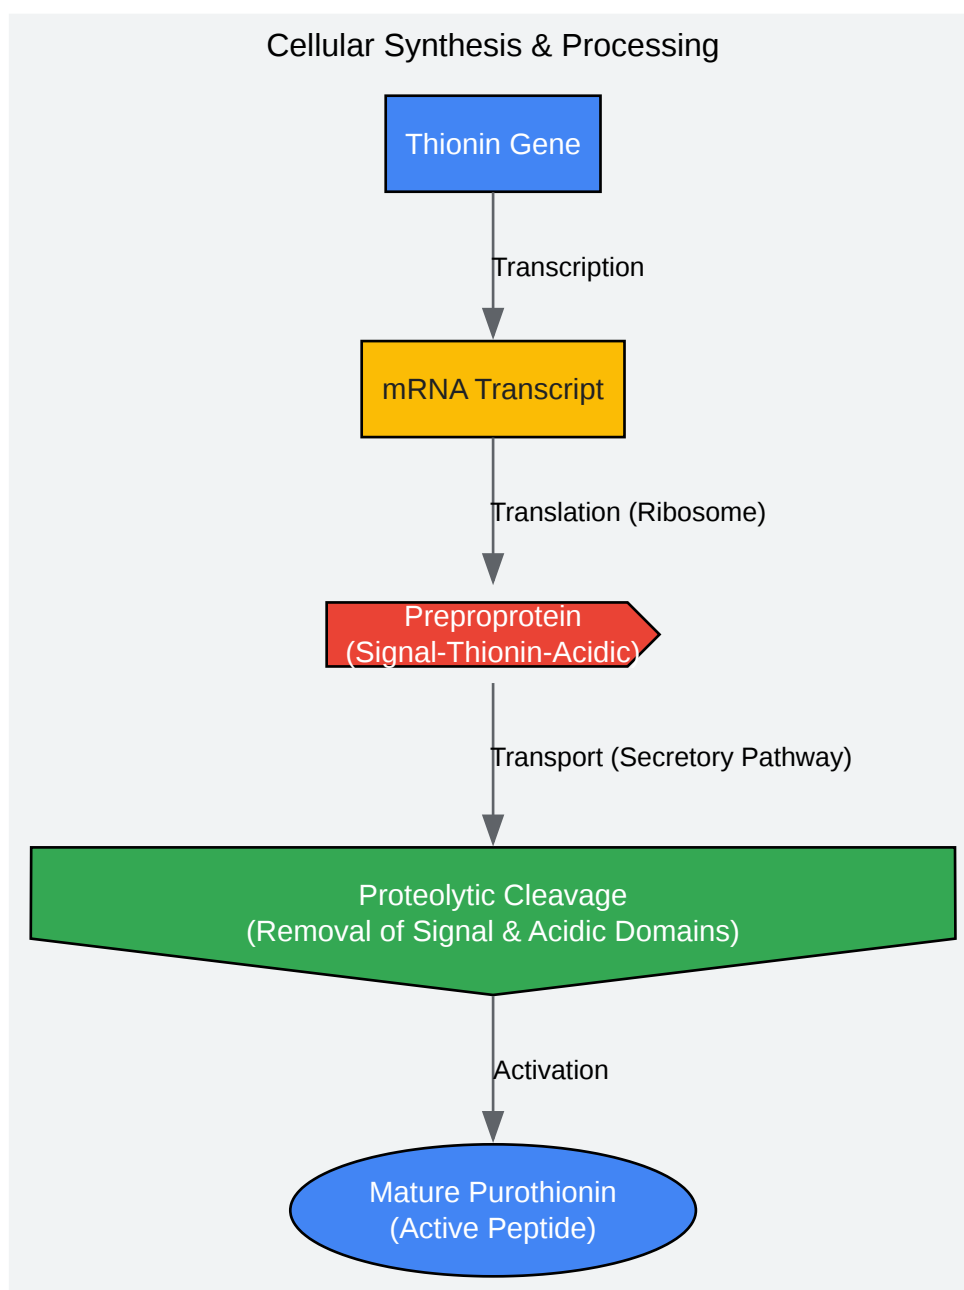 Cellular Synthesis & Processing
Thionin Gene
Transcription
mRNA Transcript
Translation (Ribosome)
Preproprotein
(Signal-Thionin-Acidic)
Transport (Secretory Pathway)
Proteolytic Cleavage
(Removal of Signal & Acidic Domains)
Activation
Mature Purothionin
(Active Peptide)